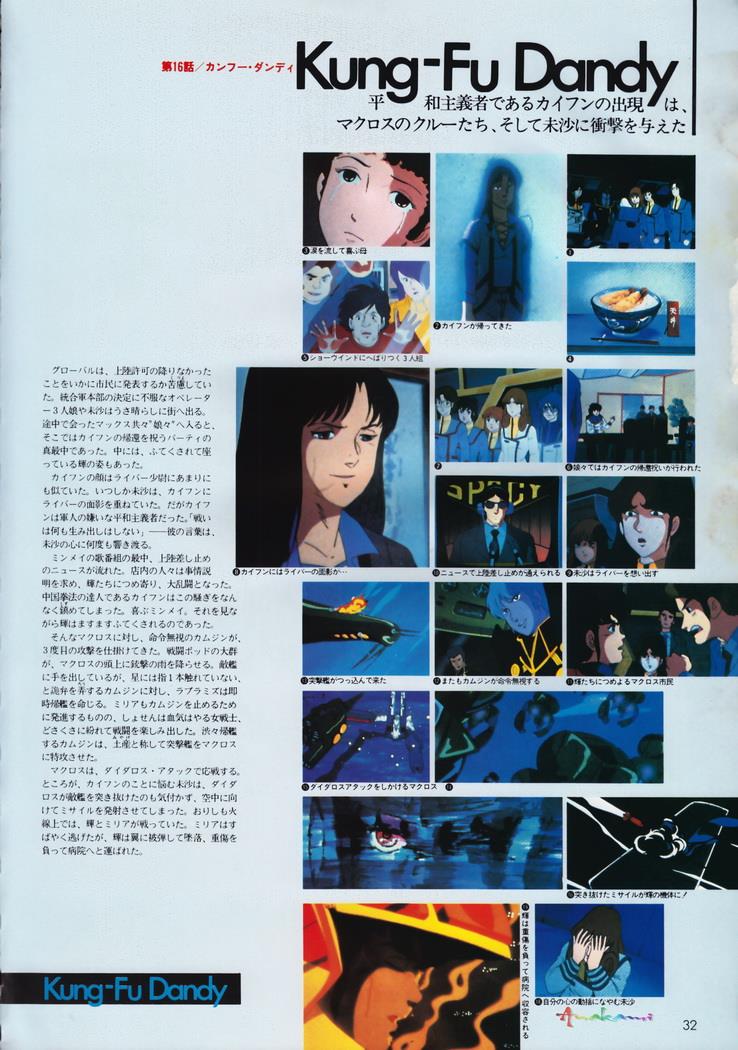 第16話／カンフー・ダンディ
Kung-Fu Dandy
平和主義者であるカイフンの出現は、
マクロスのクルーたち、そして未沙に衝撃を与えた
グローバルは、上陸許可の降りなかった
ことをいかに市民に発表するか苦慮してい
た。統合軍本部の決定に不服なオペレータ
ー3人娘や未沙はうさ晴らしに街へ出る。
途中で会ったマックス共々"娘々"へ入ると、
そこではカイフンの帰還を祝うパーティの
真最中であった。中には、ふてくされて座
っている輝の姿もあった。
カイフンの顔はライバー少尉にあまりに
も似ていた。いつしか未沙は、カイフンに
ライバーの面影を重ねていた。だがカイフ
ンは軍人の嫌いな平和主義者だった。「戦い
は何も生み出しはしない」――彼の言葉は、
未沙の心に何度も響き渡る。
ミンメイの歌番組の最中、上陸差し止め
のニュースが流れた。店内の人々は事情説
明を求め、輝たちにつめ寄り、大乱闘となった。
中国拳法の達人であるカイフンはこの騒ぎをなん
なく鎮めてしまった。喜ぶミンメイ。それを見な
がら輝はますますふてくされるのであった。
そんなマクロスに対し、命令無視のカムジンが、
3度目の攻撃を仕掛けてきた。戦闘ポッドの大群
が、マクロスの頭上に銃撃の雨を降らせる。敵艦
に手を出しているが、星には指1本触れていない、
と詭弁を弄するカムジンに対し、ラプラミズは即
時帰艦を命じる。ミリアもカムジンを止めるため
に発進するものの、しょせんは血気はやる女戦士、
どさくさに紛れて戦闘を楽しみ出した。渋々帰艦
するカムジンは、土産と称して突撃艦をマクロス
に特攻させた。
マクロスは、ダイダロス・アタックで応戦する。
ところが、カイフンのことに悩む未沙は、ダイダ
ロスが敵艦を突き抜けたのも気付かず、空中に向
けてミサイルを発射させてしまった。おりしも火
線上では、輝とミリアが戦っていた。ミリアはす
ばやく逃げたが、輝は翼に被弾して墜落、重傷を
負って病院へと運ばれた。
❶
❷カイフンが帰ってきた
❸涙を流して喜ぶ母
❹
天丼
❺ショーウインドにへばりつく3人組
❻娘々ではカイフンの帰還祝いが行われた
❼
❽カイフンにはライバーの面影が…
❾未沙はライバーを想い出す
❿ニュースで上陸差し止めが通えられる
⓫輝たちにつめよるマクロス市民
⓬またもカムジンが命令無視する
⓭突撃艦がつっ込んで来た
⓮
⓯ダイダロスアタックをしかけるマクロス
⓰突き抜けたミサイルが輝の機体に！
輝は重傷を負って病院へ収容される
⓲自分の心の動揺になやむ未沙
Kung-Fu Dandy
Anakami
32